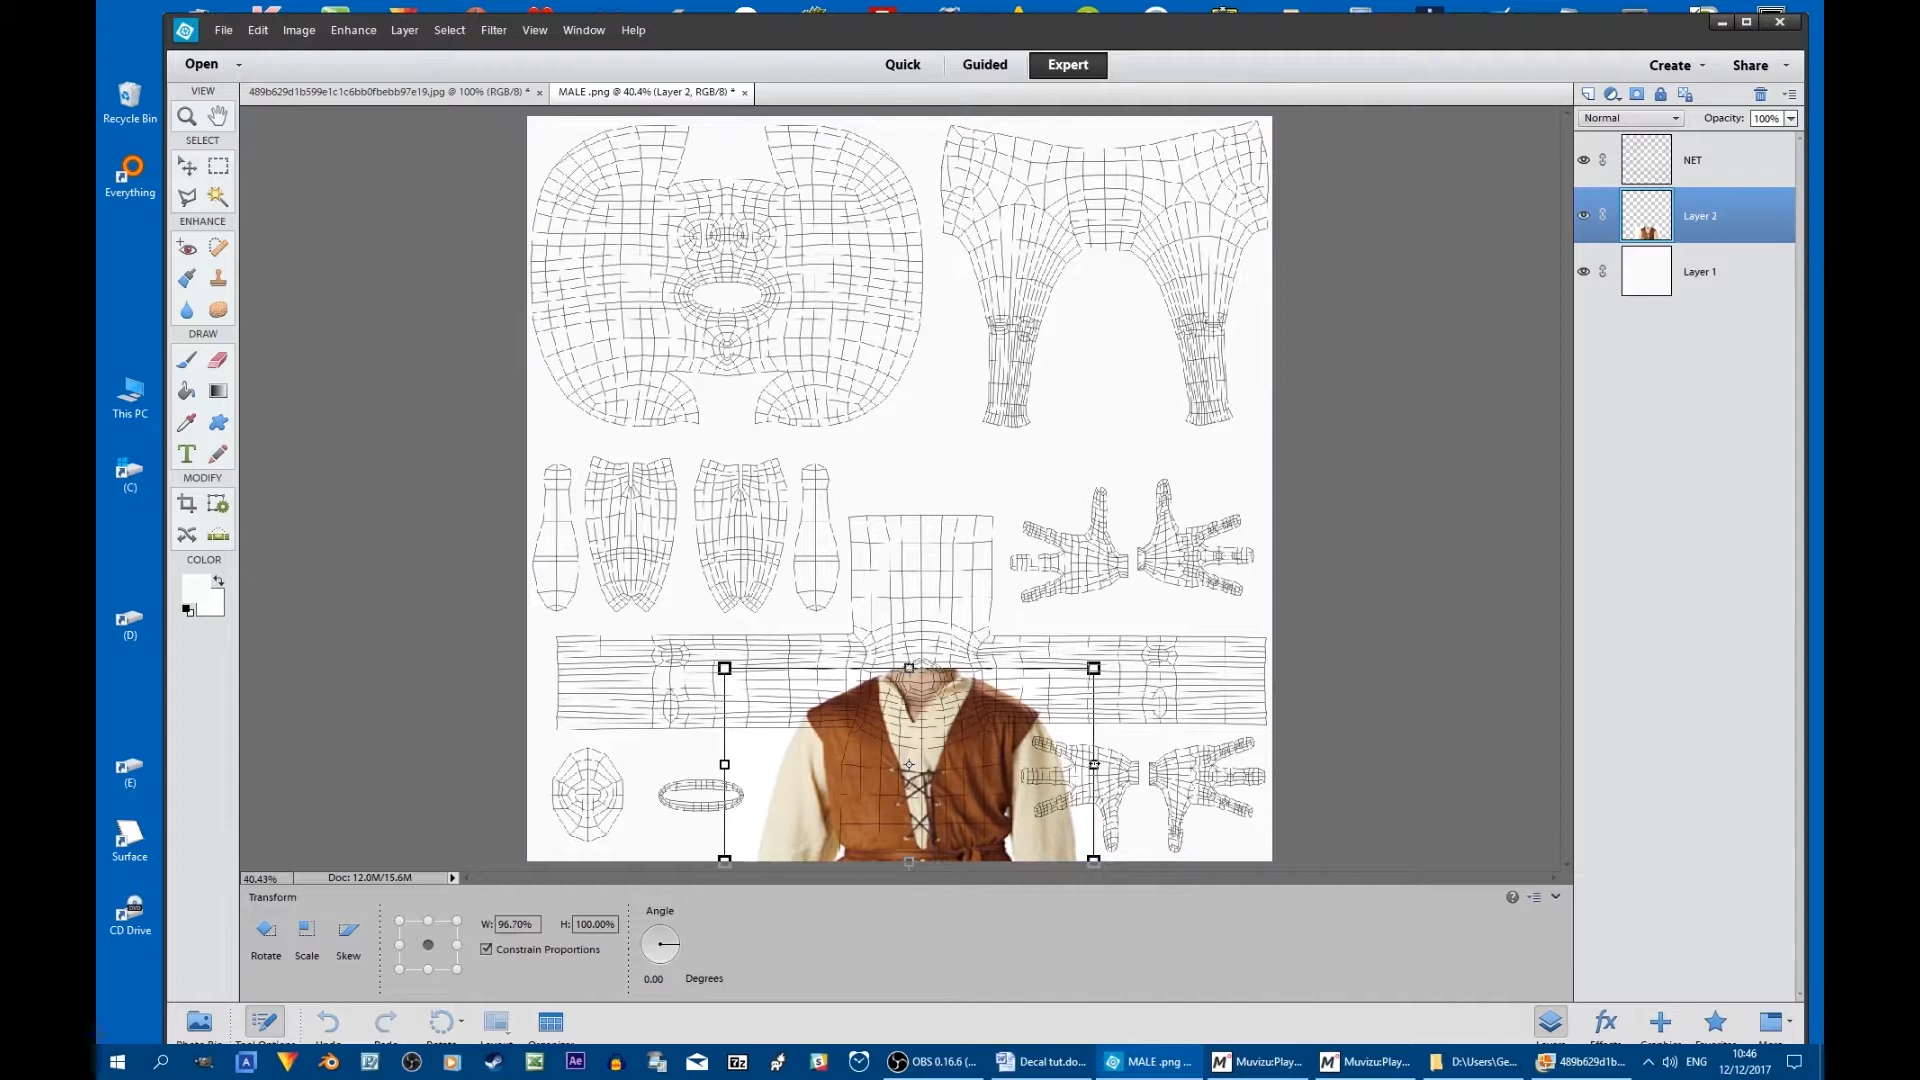 File Edit Image Enhance Layer Select Filter View Window Help
Open Quick Guided Expert Create Share
VIEW
489b629d1b599e1c1c6bb0fbebb97e19.jpg @ 100% (RGB/8) * ×
MALE .png @ 40.4% (Layer 2, RGB/8) * ×
Recycle Bin
Everything
This PC
(C)
(D)
(E)
Surface
CD Drive
SELECT
ENHANCE
DRAW
MODIFY
COLOR
Normal Opacity: 100%
NET
Layer 2
Layer 1
40.43% Doc: 12.0M/15.6M
Transform
Rotate Scale Skew
W: 96.70% H: 100.00%
Constrain Proportions
Angle
0.00 Degrees
OBS 0.16.6 (...
Decal tut.do...
MALE .png ...
Muvizu:Play...
Muvizu:Play...
D:\Users\Ge...
489b629d1b...
ENG
10:46
12/12/2017